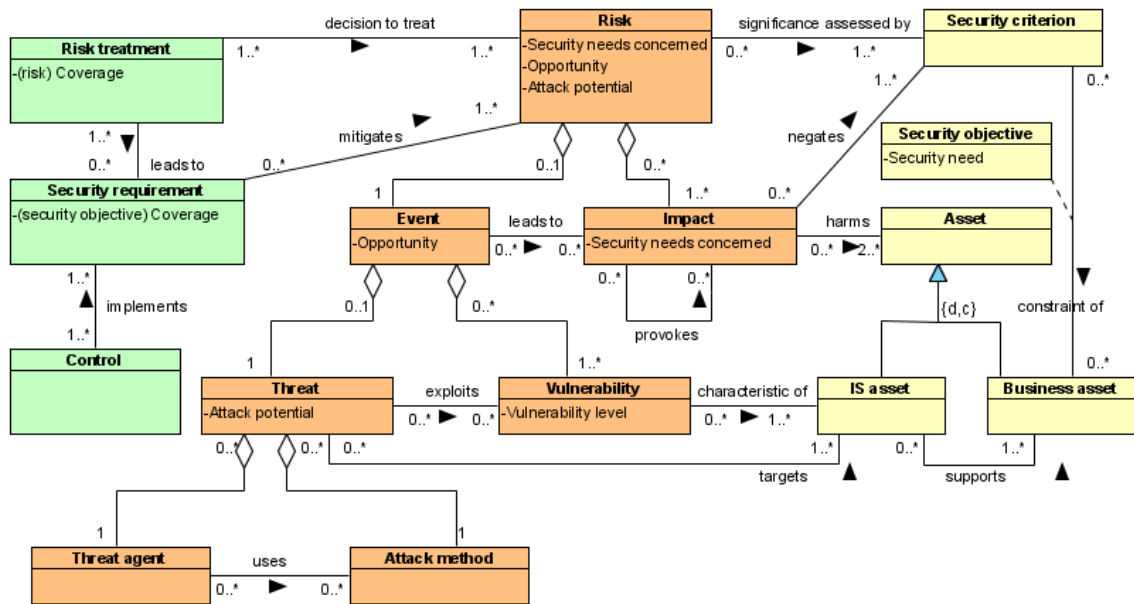 decision to treat
Risk
significance assessed by
Security criterion
Risk treatment
-(risk) Coverage
1..*
1..*
-Security needs concerned
-Opportunity
-Attack potential
0..*
1..*
1..*
0..*
1..*
mitigates
negates
Security objective
-Security need
1..*
0..*
leads to
0..*
0..1
0..*
Security requirement
-(security objective) Coverage
1
1..*
0..*
Event
-Opportunity
leads to
0..*
0..*
Impact
-Security needs concerned
harms
0..*
2..*
Asset
1..*
implements
1..*
0..1
0..*
0..*
0..*
provokes
{d,c}
constraint of
Control
1
1..*
0..*
Threat
-Attack potential
exploits
0..*
0..*
Vulnerability
-Vulnerability level
characteristic of
0..*
1..*
IS asset
Business asset
0..*
0..*
0..*
1..*
0..*
1..*
targets
supports
1
1
Threat agent
uses
0..*
0..*
Attack method